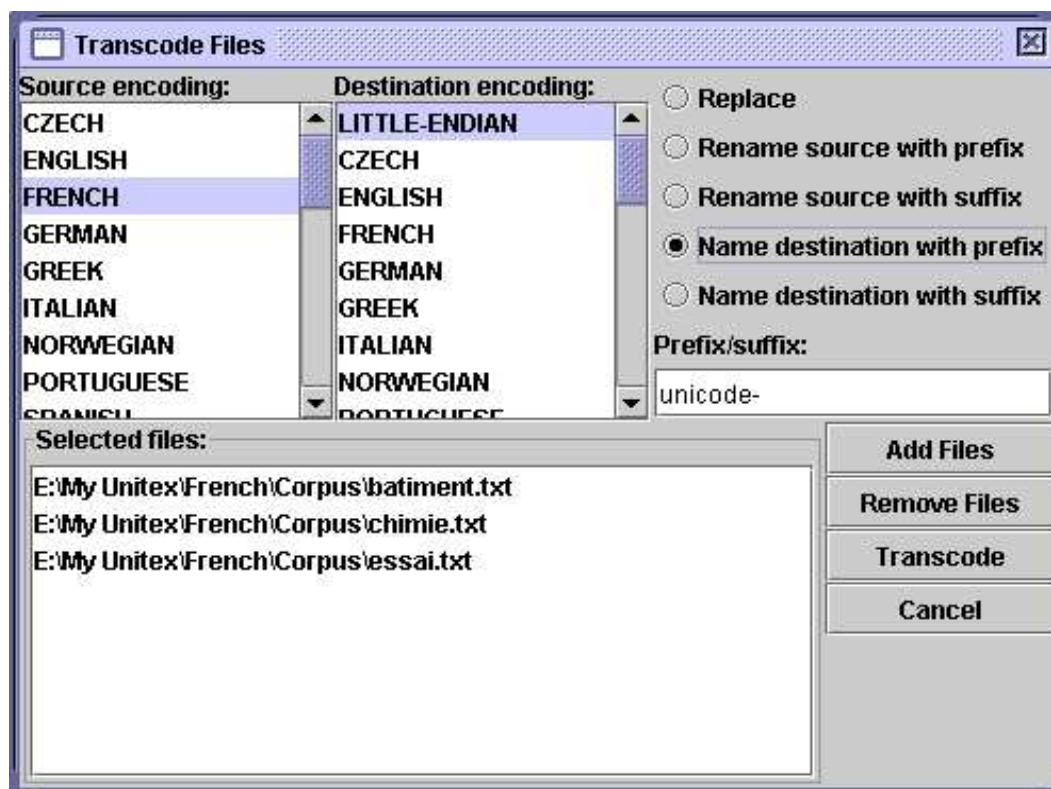 Transcode Files
Source encoding:
CZECH
ENGLISH
FRENCH
GERMAN
GREEK
ITALIAN
NORWEGIAN
PORTUGUESE
SPANISH
Destination encoding:
LITTLE-ENDIAN
CZECH
ENGLISH
FRENCH
GERMAN
GREEK
ITALIAN
NORWEGIAN
PORTUGUESE
Replace
Rename source with prefix
Rename source with suffix
Name destination with prefix
Name destination with suffix
Prefix/suffix:
unicode-
Selected files:
E:\My Unitex\French\Corpus\batiment.txt
E:\My Unitex\French\Corpus\chimie.txt
E:\My Unitex\French\Corpus\essai.txt
Add Files
Remove Files
Transcode
Cancel